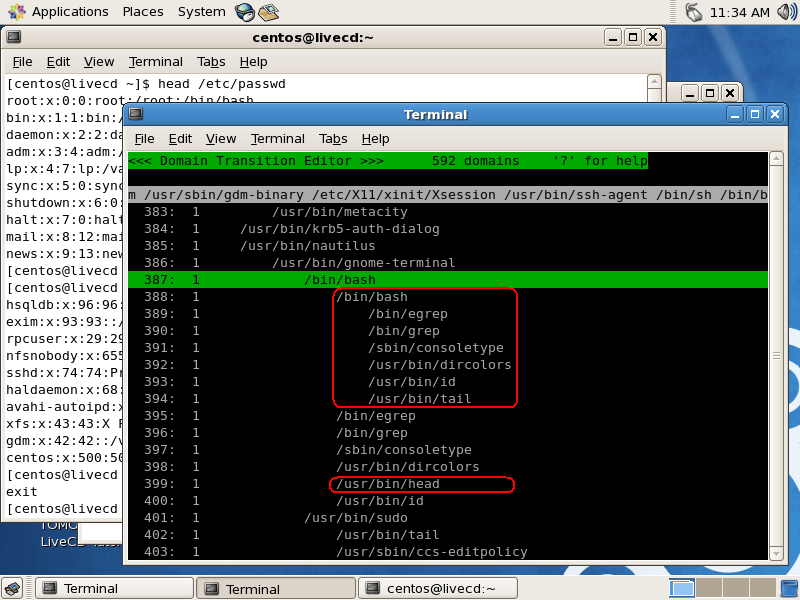 Applications Places System 11:34 AM
centos@livecd:~
File Edit View Terminal Tabs Help
[centos@livecd ~]$ head /etc/passwd
root:x:0:0:root:/root:/bin/bash
bin:x:1:1:bin:/
daemon:x:2:2:da
adm:x:3:4:adm:/
lp:x:4:7:lp:/va
sync:x:5:0:sync
shutdown:x:6:0:
halt:x:7:0:halt
mail:x:8:12:mai
news:x:9:13:new
[centos@livecd
[centos@livecd
hsqldb:x:96:96:
exim:x:93:93::/
rpcuser:x:29:29
nfsnobody:x:655
sshd:x:74:74:Pr
haldaemon:x:68:
avahi-autoipd:x
xfs:x:43:43:X F
gdm:x:42:42::/v
centos:x:500:50
[centos@livecd
exit
[centos@livecd
Terminal
File Edit View Terminal Tabs Help
<<< Domain Transition Editor >>> 592 domains '?' for help
m /usr/sbin/gdm-binary /etc/X11/xinit/Xsession /usr/bin/ssh-agent /bin/sh /bin/b
383: 1 /usr/bin/metacity
384: 1 /usr/bin/krb5-auth-dialog
385: 1 /usr/bin/nautilus
386: 1 /usr/bin/gnome-terminal
387: 1 /bin/bash
388: 1 /bin/bash
389: 1 /bin/egrep
390: 1 /bin/grep
391: 1 /sbin/consoletype
392: 1 /usr/bin/dircolors
393: 1 /usr/bin/id
394: 1 /usr/bin/tail
395: 1 /bin/egrep
396: 1 /bin/grep
397: 1 /sbin/consoletype
398: 1 /usr/bin/dircolors
399: 1 /usr/bin/head
400: 1 /usr/bin/id
401: 1 /usr/bin/sudo
402: 1 /usr/bin/tail
403: 1 /usr/sbin/ccs-editpolicy
Terminal
Terminal
centos@livecd:~